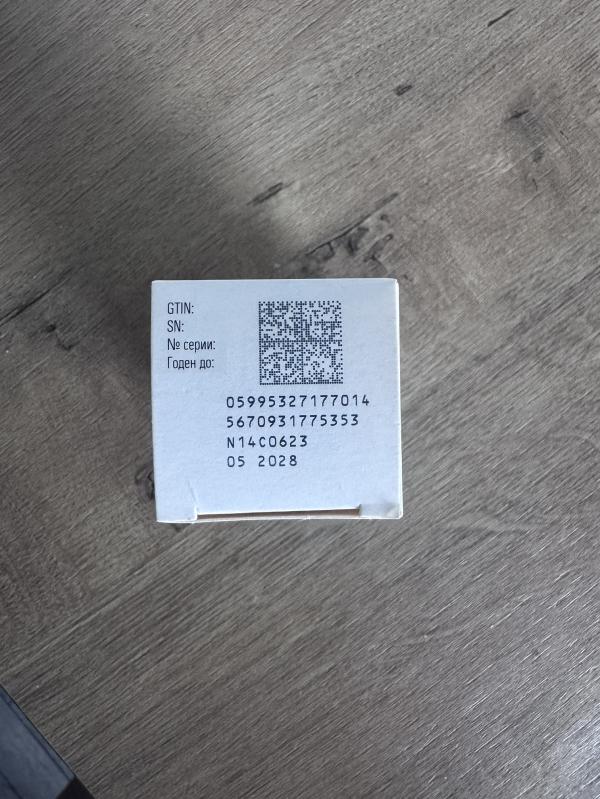 GTIN:
SN:
№ серии:
Годен до:
05995327177014
5670931775353
N14C0623
05 2028